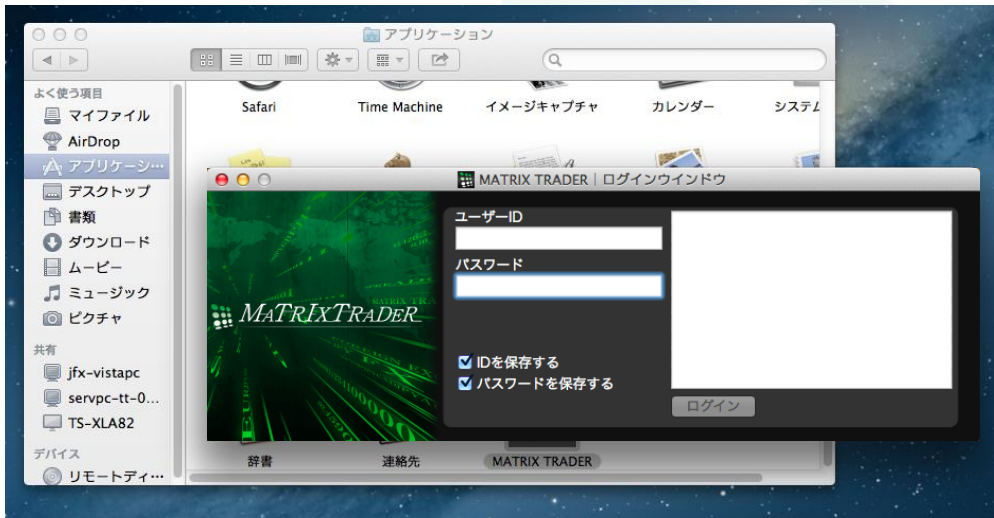 アプリケーション
よく使う項目
マイファイル
AirDrop
アプリケーシ…
デスクトップ
書類
ダウンロード
ムービー
ミュージック
ピクチャ
共有
jfx-vistapc
servpc-tt-0...
TS-XLA82
デバイス
リモートディ…
Safari
Time Machine
イメージキャプチャ
カレンダー
システム
MATRIX TRADER | ログインウインドウ
MATRIXTRADER
ユーザーID
パスワード
IDを保存する
パスワードを保存する
ログイン
辞書
連絡先
MATRIX TRADER